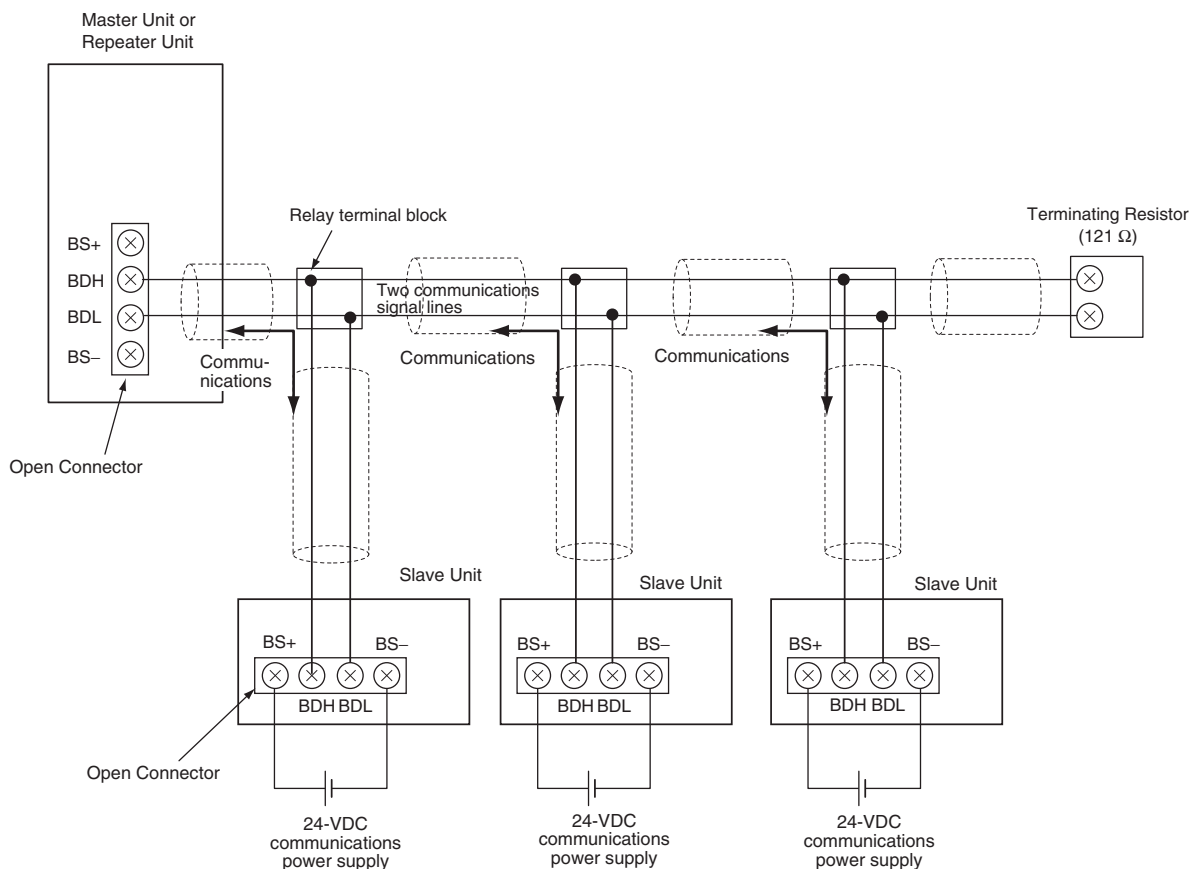 Master Unit or
Repeater Unit
Relay terminal block
Terminating Resistor
(121 Ω)
BS+
BDH
BDL
BS–
Two communications
signal lines
Commu-
nications
Communications
Communications
Open Connector
Slave Unit
Slave Unit
Slave Unit
BS+
BS–
BS+
BS–
BS+
BS–
BDH BDL
BDH BDL
BDH BDL
Open Connector
24-VDC
communications
power supply
24-VDC
communications
power supply
24-VDC
communications
power supply